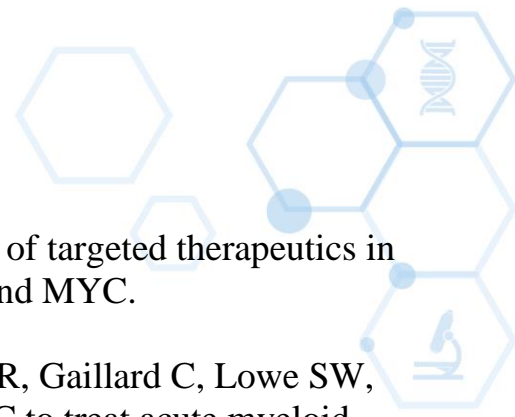 of targeted therapeutics in
nd MYC.
R, Gaillard C, Lowe SW,
C to treat acute myeloid